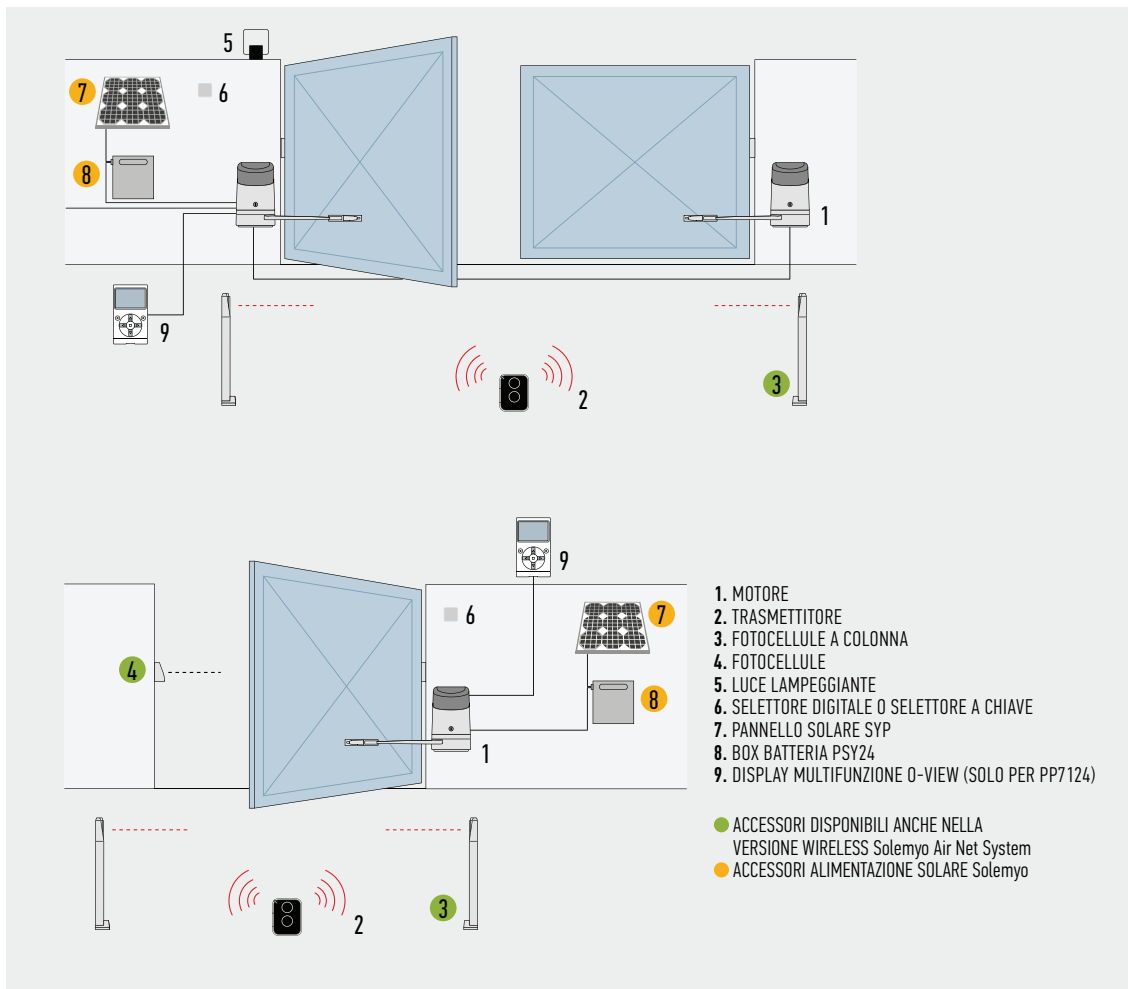 5
7
6
8
1
9
2
3
9
6
7
4
8
1
2
3
1. MOTORE
2. TRASMETTITORE
3. FOTOCELLULE A COLONNA
4. FOTOCELLULE
5. LUCE LAMPEGGIANTE
6. SELETTORE DIGITALE O SELETTORE A CHIAVE
7. PANNELLO SOLARE SYP
8. BOX BATTERIA PSY24
9. DISPLAY MULTIFUNZIONE O-VIEW (SOLO PER PP7124)
ACCESSORI DISPONIBILI ANCHE NELLA
VERSIONE WIRELESS Solemyo Air Net System
ACCESSORI ALIMENTAZIONE SOLARE Solemyo